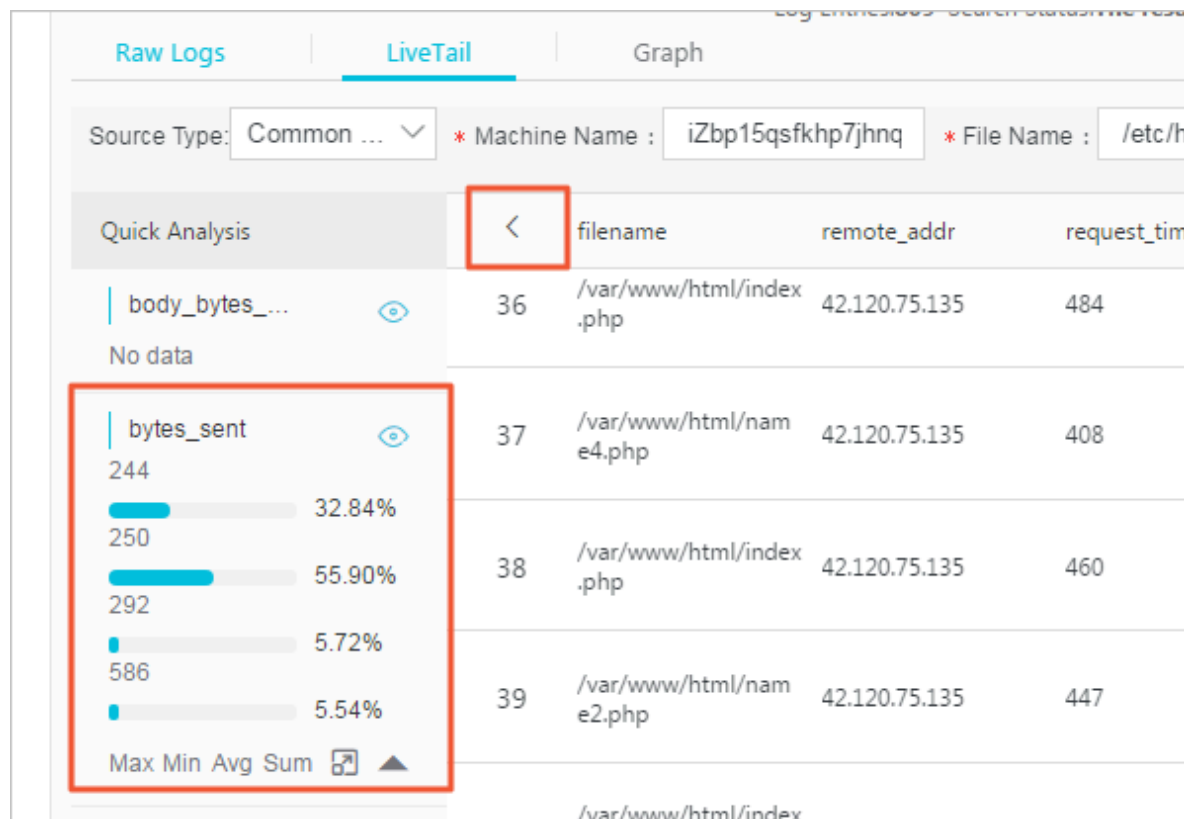 Raw Logs LiveTail Graph
Source Type: Common ... * Machine Name : iZbp15qsfkhp7jhnq * File Name : /etc/h
Quick Analysis < filename remote_addr request_tim
body_bytes_...
No data
bytes_sent
244
32.84%
250
55.90%
292
5.72%
586
5.54%
Max Min Avg Sum
36 /var/www/html/index
.php 42.120.75.135 484
37 /var/www/html/nam
e4.php 42.120.75.135 408
38 /var/www/html/index
.php 42.120.75.135 460
39 /var/www/html/nam
e2.php 42.120.75.135 447
/var/www/html/index